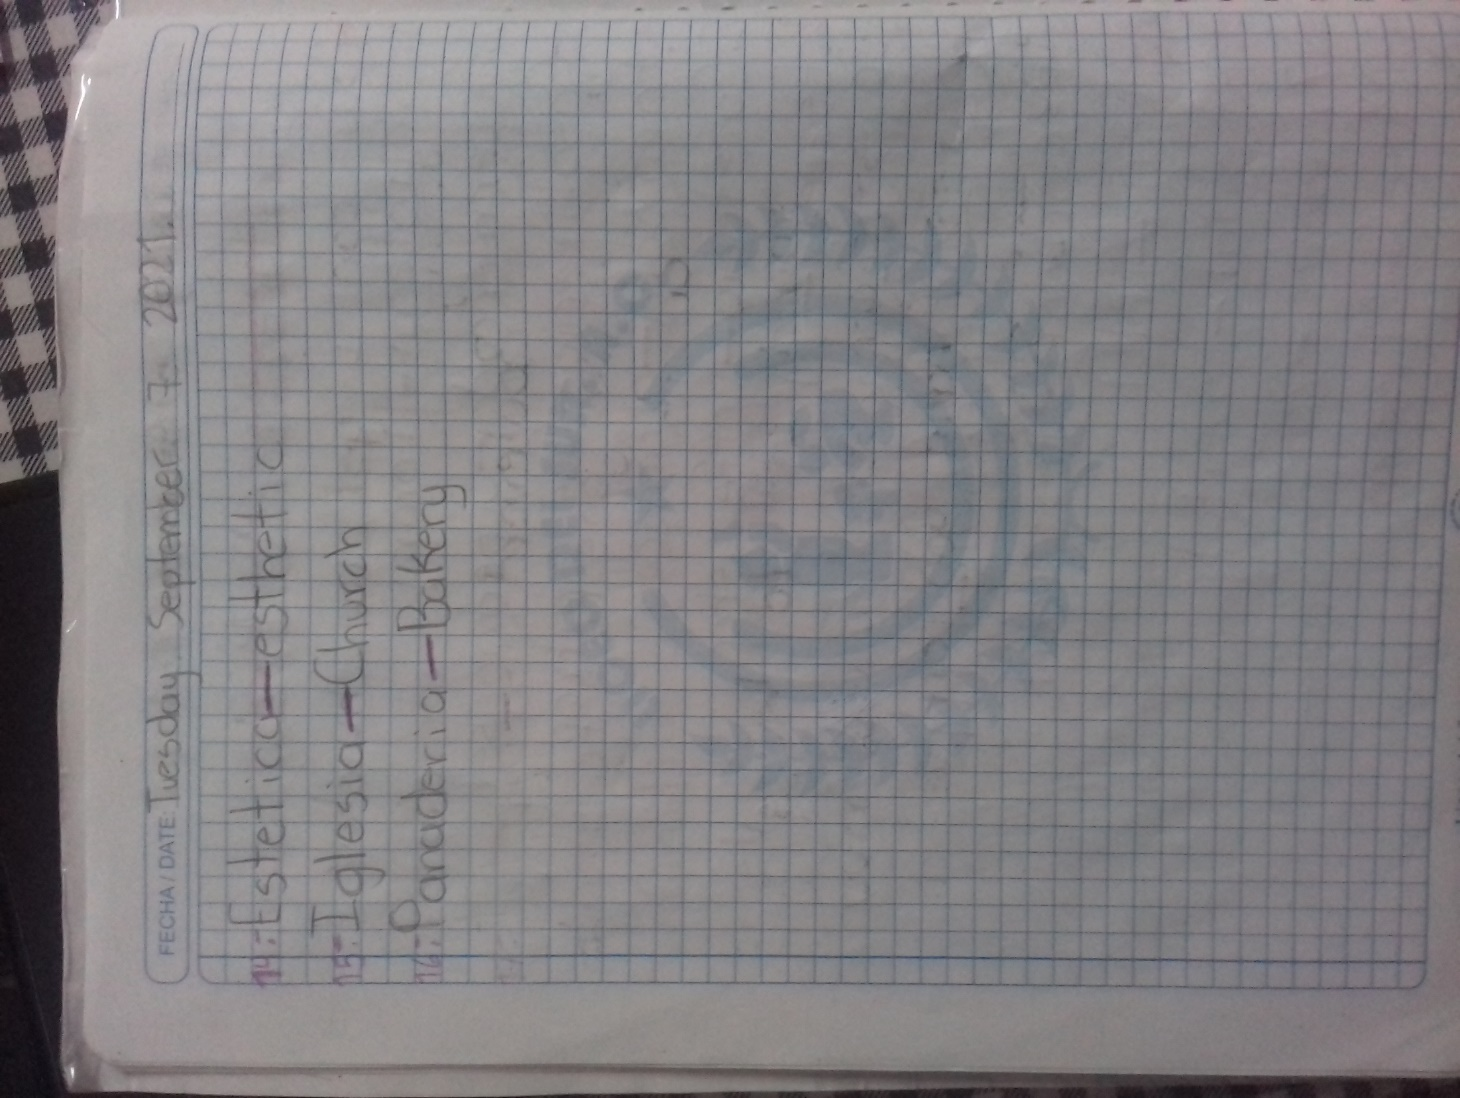 FECHA / DATE: Tuesday September 7 2021.
14-Estetica-esthetic
15-Iglesia-Church
16-Panaderia-Bakery